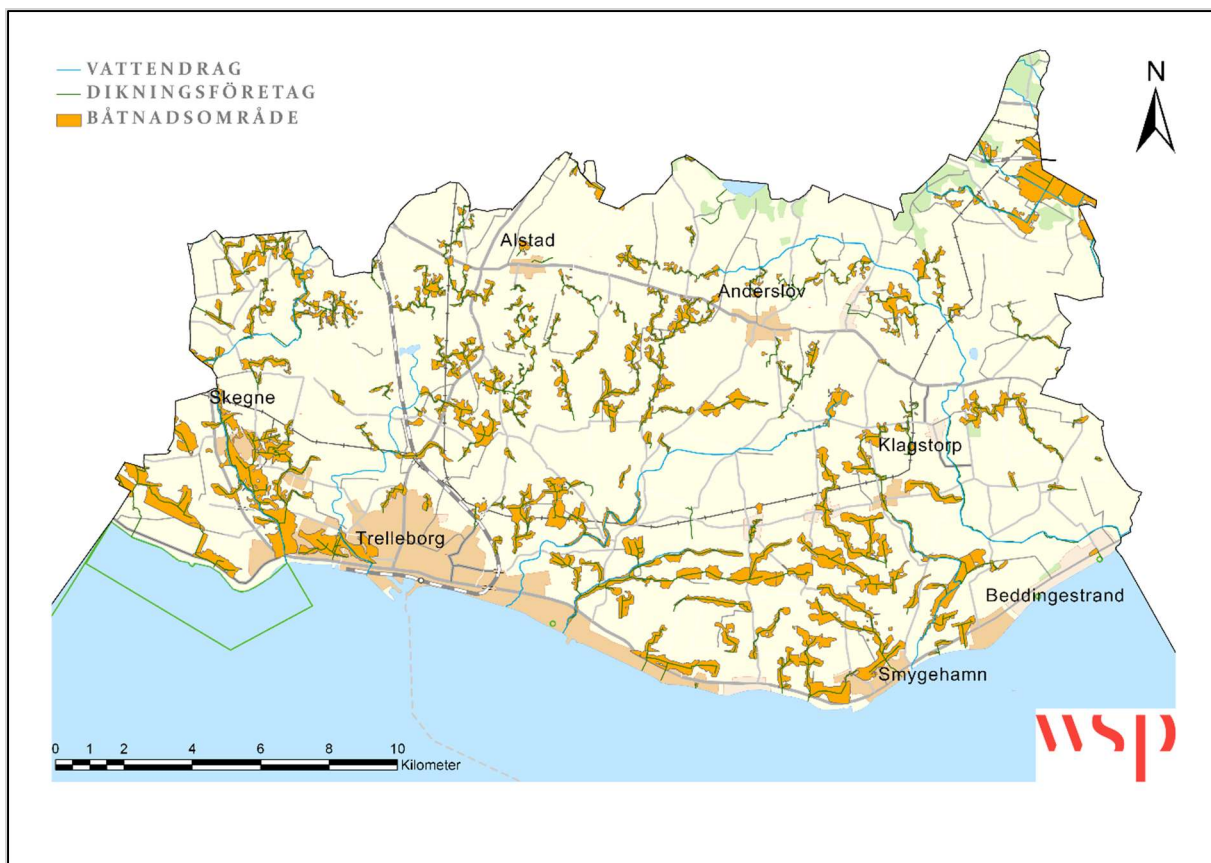 VATTENDRAG
DIKNINGSFÖRETAG
BÅTNADSOMRÅDE
N
Alstad
Anderslöv
Skegne
Klagstorp
Trelleborg
Beddingestrand
Smygehamn
0 1 2 4 6 8 10
Kilometer
wsp